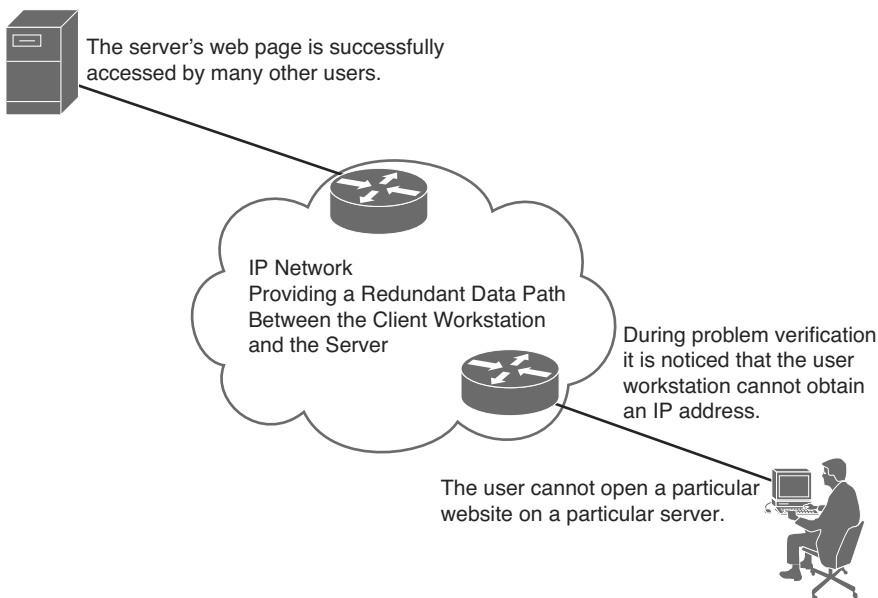 The server's web page is successfully
accessed by many other users.
IP Network
Providing a Redundant Data Path
Between the Client Workstation
and the Server
During problem verification
it is noticed that the user
workstation cannot obtain
an IP address.
The user cannot open a particular
website on a particular server.